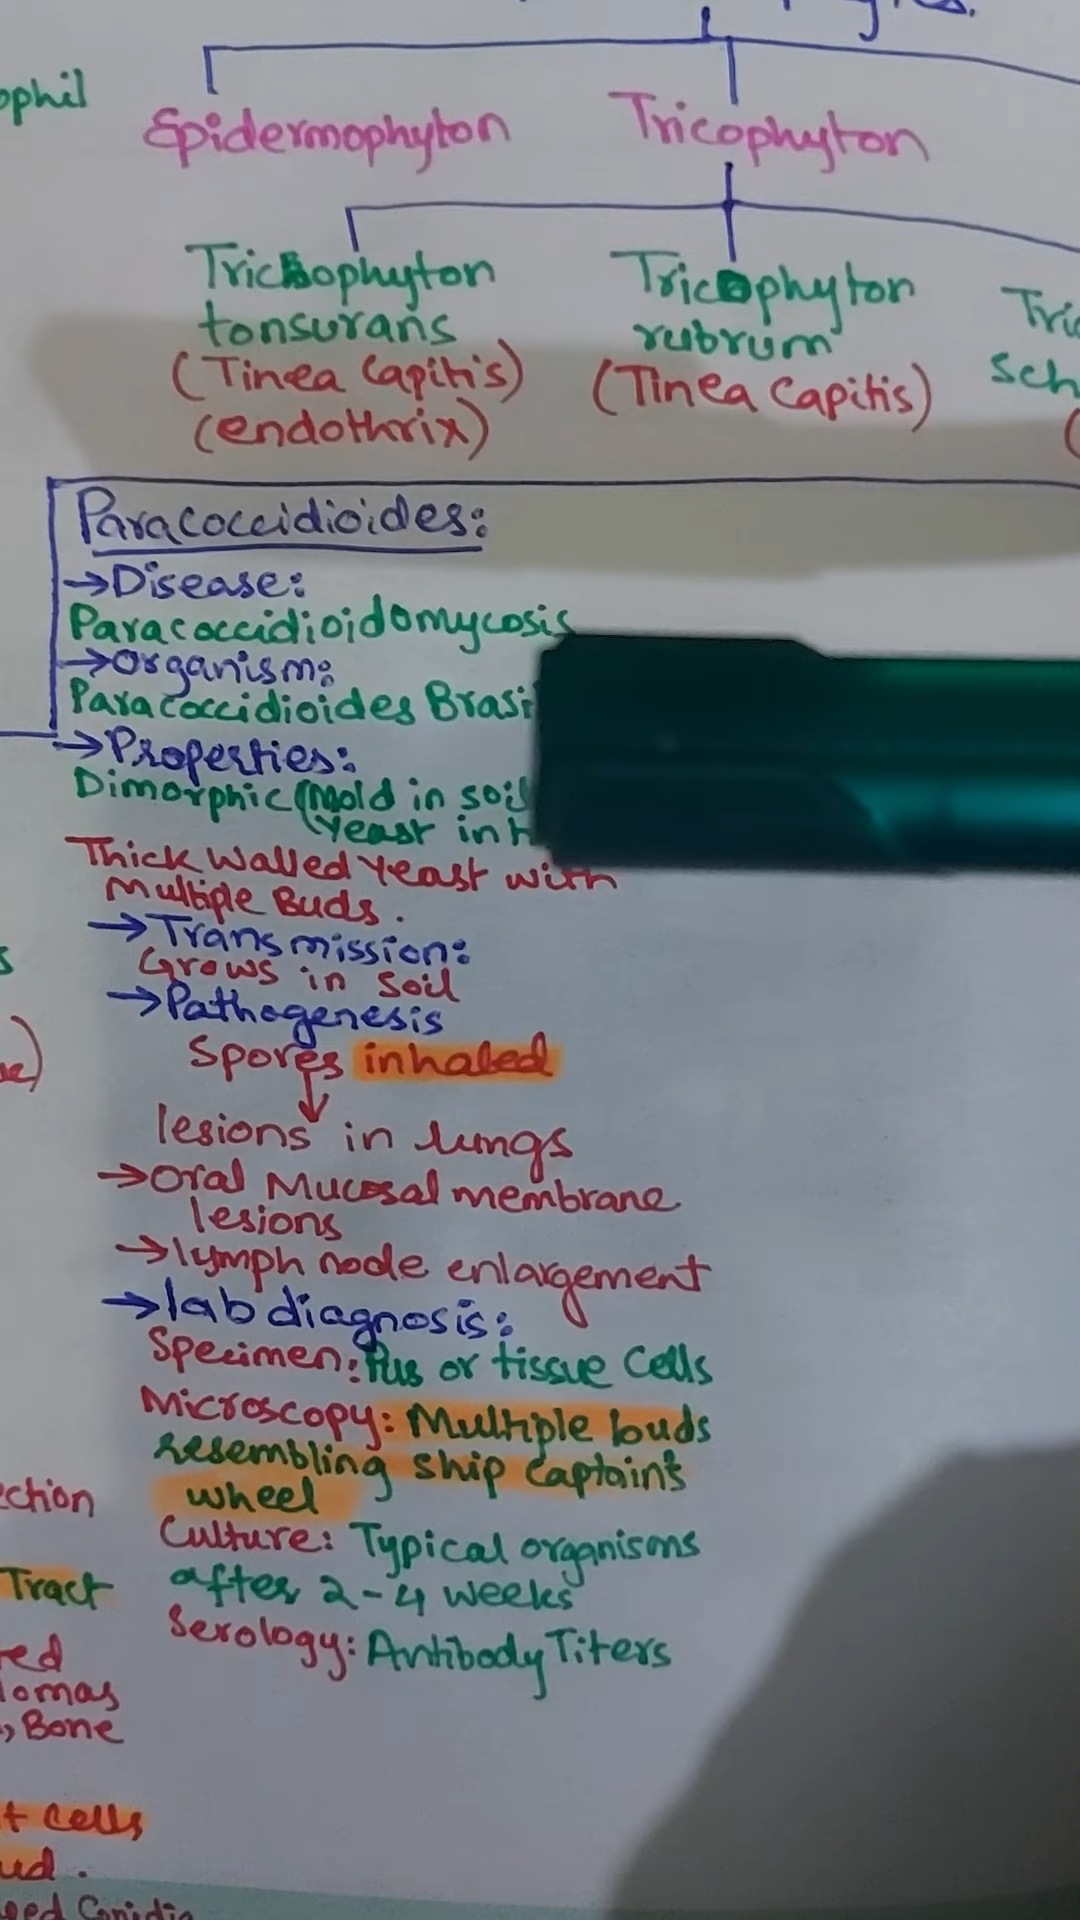 Epidermophyton
Tricophyton
Tricophyton
tonsurans
(Tinea Capitis)
(endothrix)
Tricophyton
rubrum
(Tinea Capitis)
Paracoccidioides:
→Disease:
Paracoccidioidomycosis
→Organism:
Paracoccidioides
→Properties:
Dimorphic (Mold in soil
(Yeast in
Thick Walled Yeast with
Multiple Buds.
→Transmission:
Grows in Soil
→Pathogenesis
Spores inhaled
↓
lesions in lungs
→Oral Mucosal membrane
lesions
→lymph node enlargement
→lab diagnosis:
Specimen: Pus or tissue Cells
Microscopy: Multiple buds
resembling ship Captain's
wheel
Culture: Typical organisms
after 2-4 weeks
Serology: Antibody Titers
Tract
, Bone
cells
Conidia